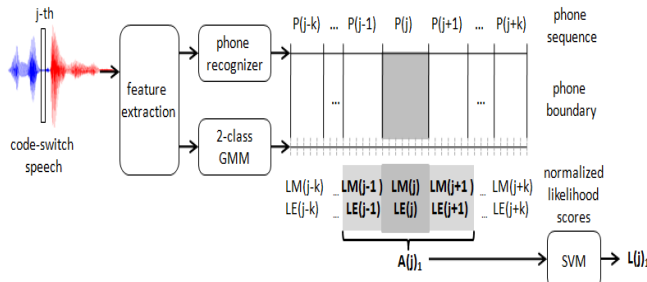 j-th
code-switch
speech
feature
extraction
phone
recognizer
2-class
GMM
P(j-k) ... P(j-1) P(j) P(j+1) ... P(j+k)
phone
sequence
...
...
phone
boundary
LM(j-k) ... LM(j-1) LM(j) LM(j+1) ... LM(j+k)
LE(j-k) ... LE(j-1) LE(j) LE(j+1) ... LE(j+k)
normalized
likelihood
scores
A(j)₁
SVM
L(j)₁